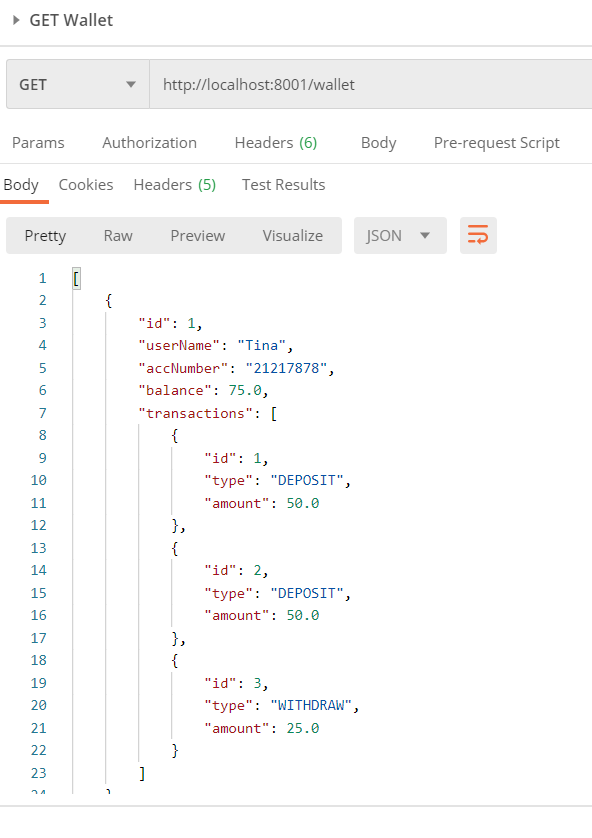 GET Wallet
GET http://localhost:8001/wallet
Params Authorization Headers (6) Body Pre-request Script
Body Cookies Headers (5) Test Results
Pretty Raw Preview Visualize JSON
1 [
2 {
3 "id": 1,
4 "userName": "Tina",
5 "accNumber": "21217878",
6 "balance": 75.0,
7 "transactions": [
8 {
9 "id": 1,
10 "type": "DEPOSIT",
11 "amount": 50.0
12 },
13 {
14 "id": 2,
15 "type": "DEPOSIT",
16 "amount": 50.0
17 },
18 {
19 "id": 3,
20 "type": "WITHDRAW",
21 "amount": 25.0
22 }
23 ]
24 }